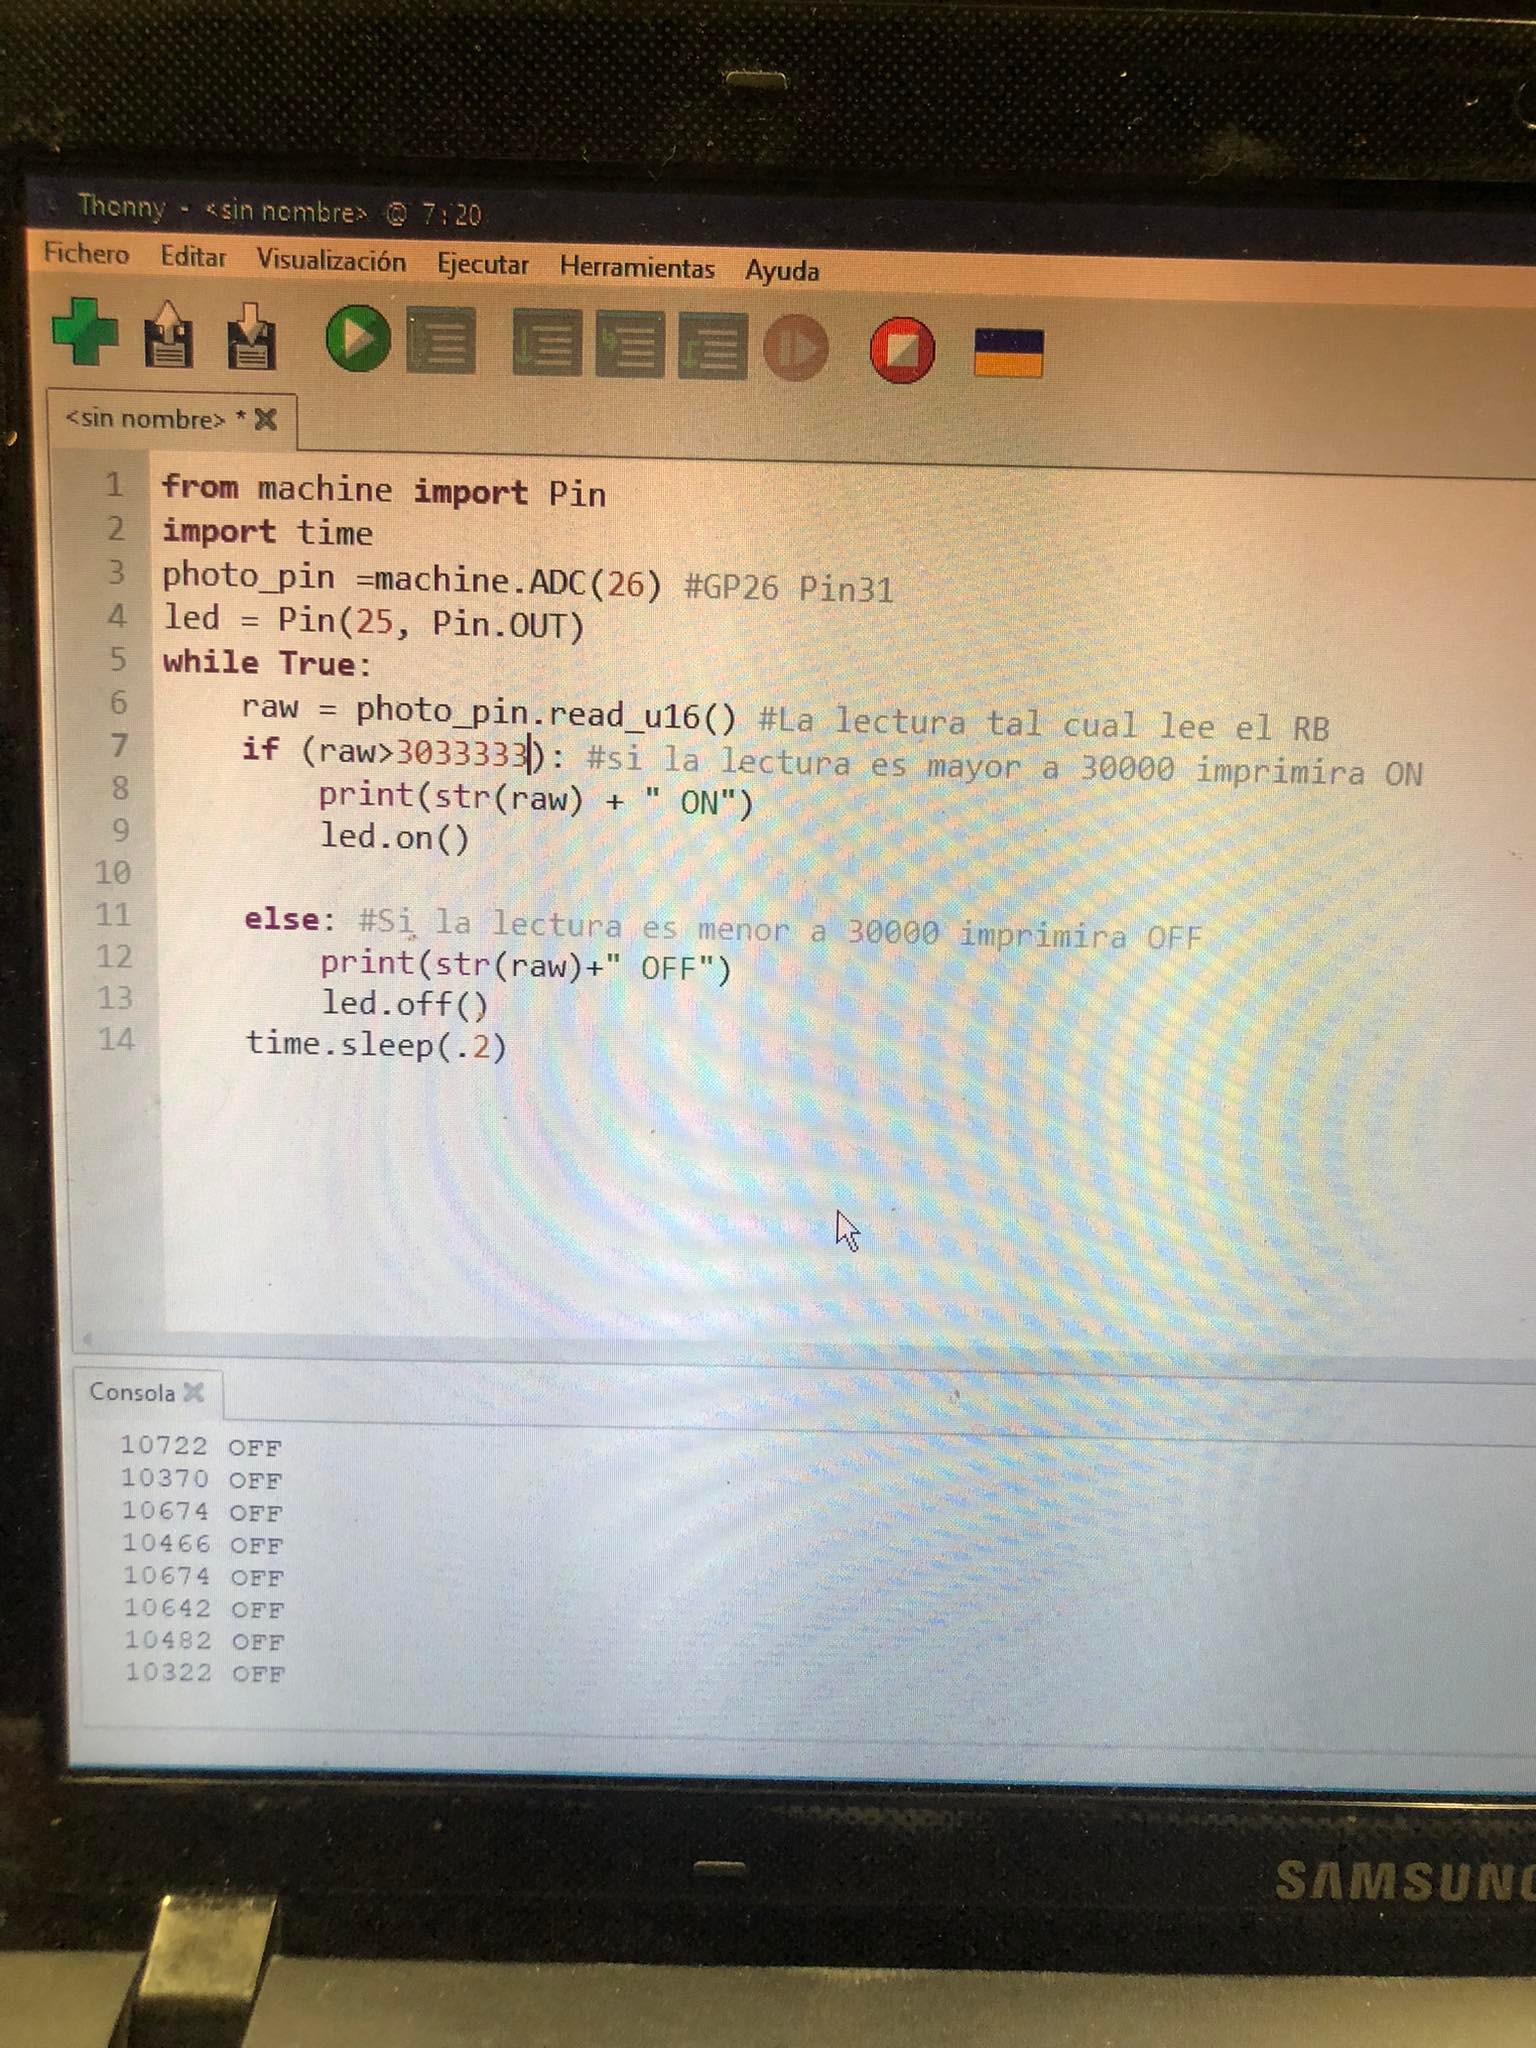 Thonny - <sin nombre> @ 7:20
Fichero Editar Visualización Ejecutar Herramientas Ayuda
<sin nombre> *
1 from machine import Pin
2 import time
3 photo_pin =machine.ADC(26) #GP26 Pin31
4 led = Pin(25, Pin.OUT)
5 while True:
6 raw = photo_pin.read_u16() #La lectura tal cual lee el RB
7 if (raw>3033333): #si la lectura es mayor a 30000 imprimira ON
8 print(str(raw) + " ON")
9 led.on()
10
11 else: #Si la lectura es menor a 30000 imprimira OFF
12 print(str(raw)+" OFF")
13 led.off()
14 time.sleep(.2)
Consola
10722 OFF
10370 OFF
10674 OFF
10466 OFF
10674 OFF
10642 OFF
10482 OFF
10322 OFF
SAMSUNG